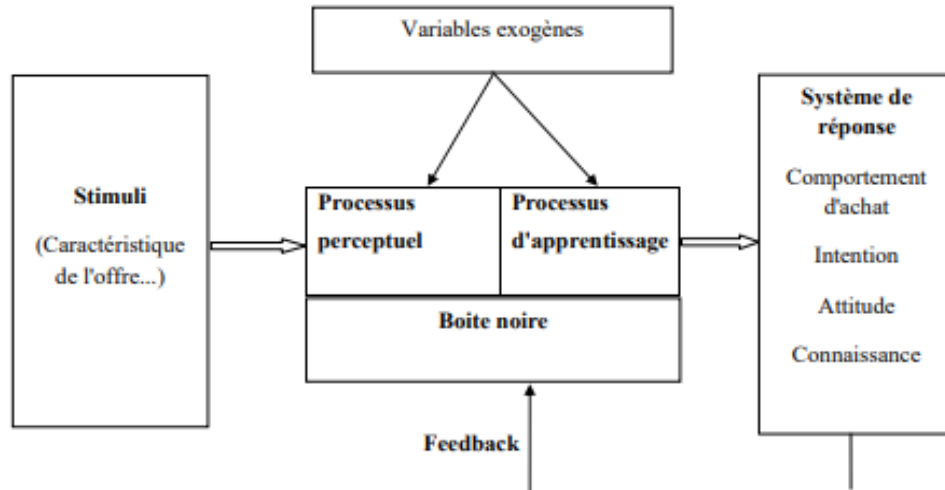 Variables exogènes
Stimuli
(Caractéristique
de l'offre...)
Processus
perceptuel
Processus
d'apprentissage
Boite noire
Feedback
Système de
réponse
Comportement
d'achat
Intention
Attitude
Connaissance